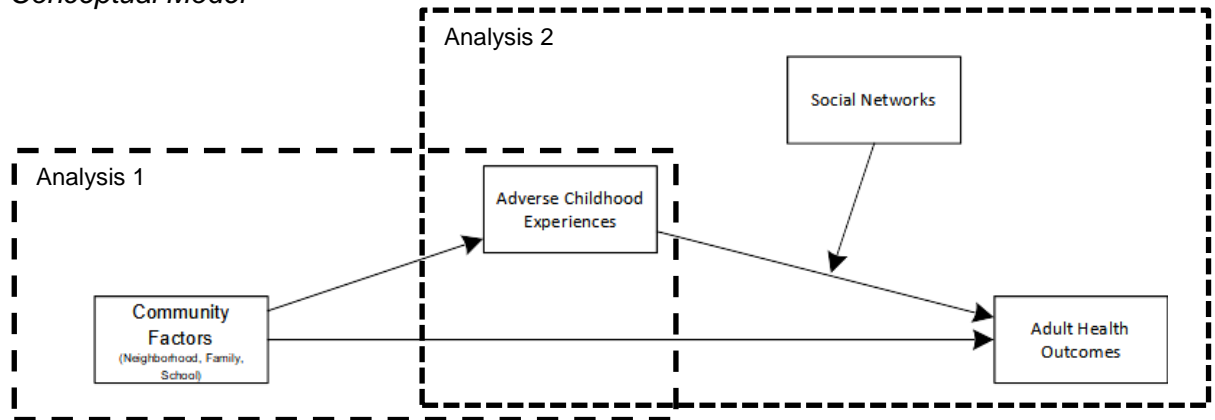 Conceptual Model
Analysis 2
Social Networks
Analysis 1
Adverse Childhood
Experiences
Community
Factors
(Neighborhood, Family,
School)
Adult Health
Outcomes